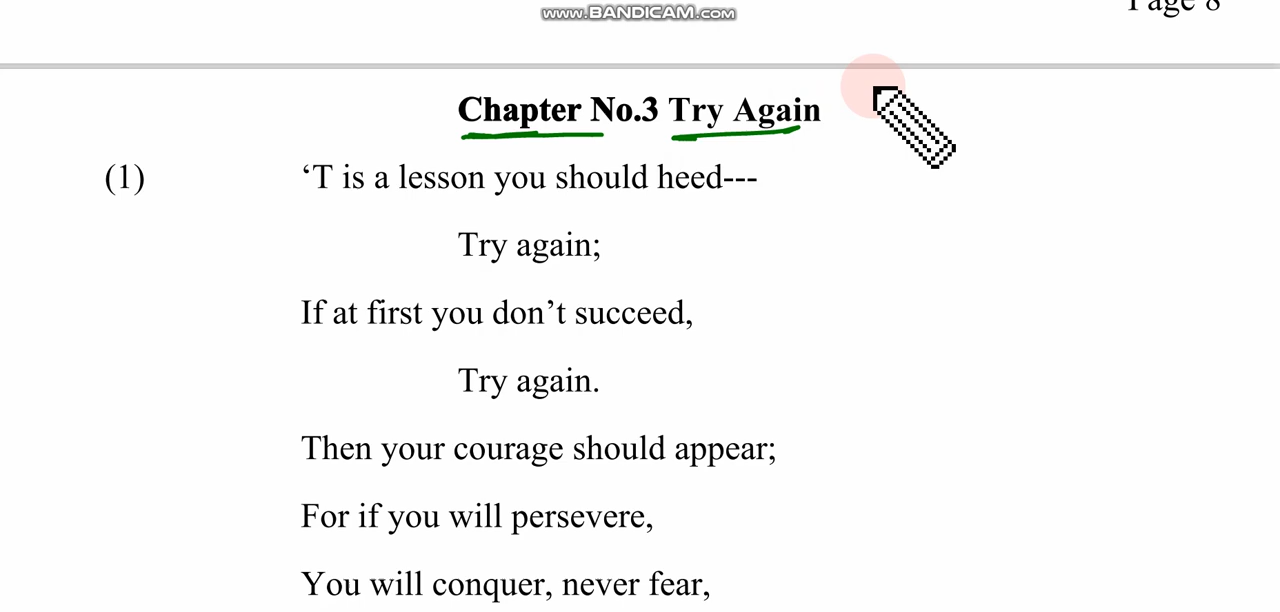 www.BANDICAM.com
Page 8
Chapter No.3 Try Again
(1) ‘T is a lesson you should heed---
Try again;
If at first you don’t succeed,
Try again.
Then your courage should appear;
For if you will persevere,
You will conquer, never fear,